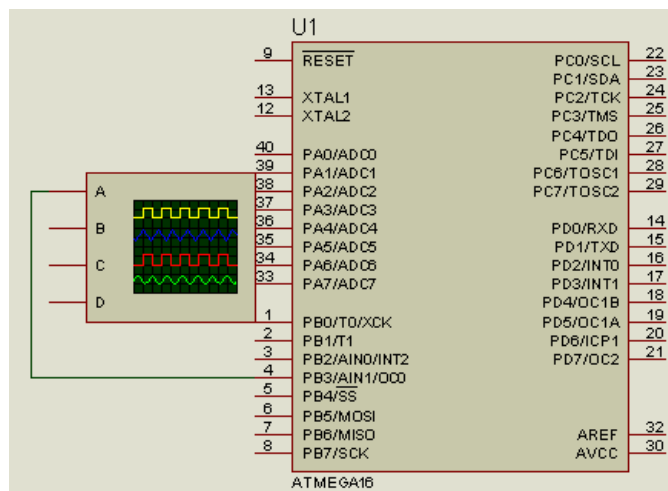 U1
9 RESET
13 XTAL1
12 XTAL2
40 PA0/ADC0
39 PA1/ADC1
38 PA2/ADC2
37 PA3/ADC3
36 PA4/ADC4
35 PA5/ADC5
34 PA6/ADC6
33 PA7/ADC7
1 PB0/T0/XCK
2 PB1/T1
3 PB2/AIN0/INT2
4 PB3/AIN1/OC0
5 PB4/SS
6 PB5/MOSI
7 PB6/MISO
8 PB7/SCK
PC0/SCL 22
PC1/SDA 23
PC2/TCK 24
PC3/TMS 25
PC4/TDO 26
PC5/TDI 27
PC6/TOSC1 28
PC7/TOSC2 29
PD0/RXD 14
PD1/TXD 15
PD2/INT0 16
PD3/INT1 17
PD4/OC1B 18
PD5/OC1A 19
PD6/ICP1 20
PD7/OC2 21
AREF 32
AVCC 30
ATMEGA16
A
B
C
D